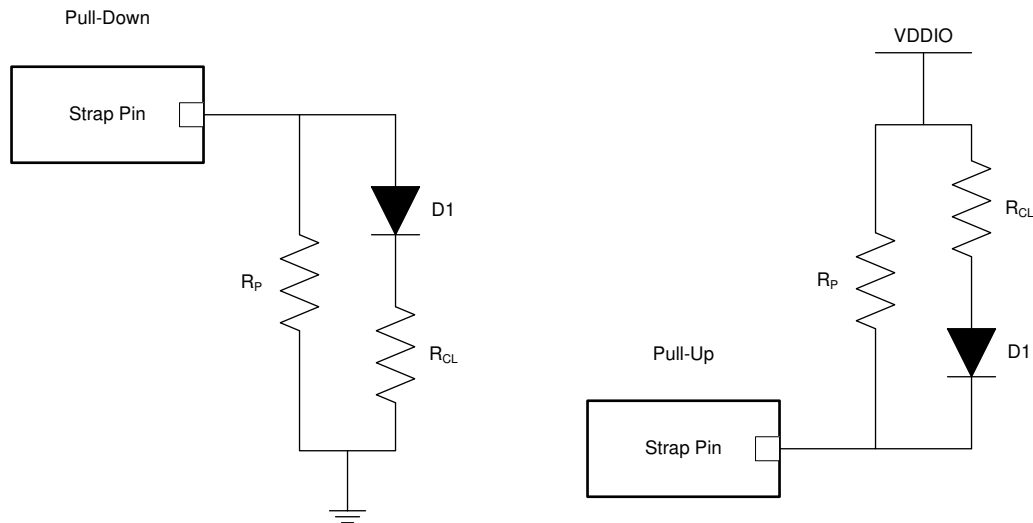 Pull-Down
Strap Pin
D1
RP
RCL
VDDIO
RCL
RP
D1
Pull-Up
Strap Pin